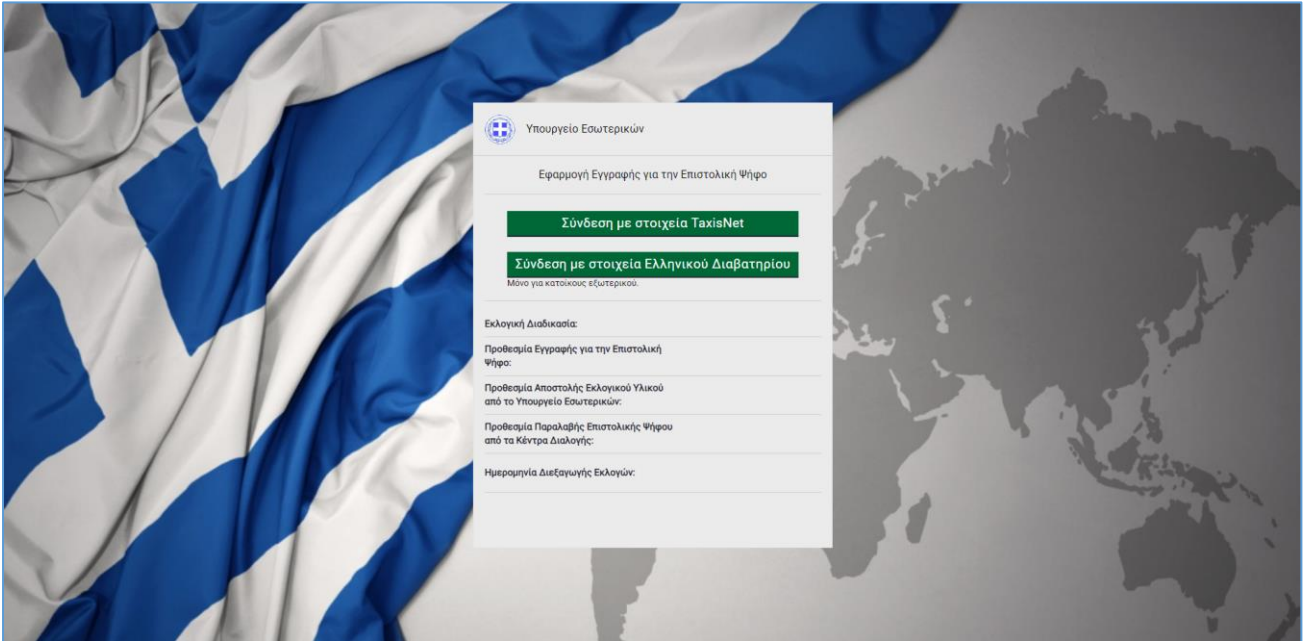 Υπουργείο Εσωτερικών
Εφαρμογή Εγγραφής για την Επιστολική Ψήφο
Σύνδεση με στοιχεία TaxisNet
Σύνδεση με στοιχεία Ελληνικού Διαβατηρίου
Μόνο για κατοίκους εξωτερικού.
Εκλογική Διαδικασία:
Προθεσμία Εγγραφής για την Επιστολική
Ψήφο:
Προθεσμία Αποστολής Εκλογικού Υλικού
από το Υπουργείο Εσωτερικών:
Προθεσμία Παραλαβής Επιστολικής Ψήφου
από τα Κέντρα Διαλογής:
Ημερομηνία Διεξαγωγής Εκλογών: